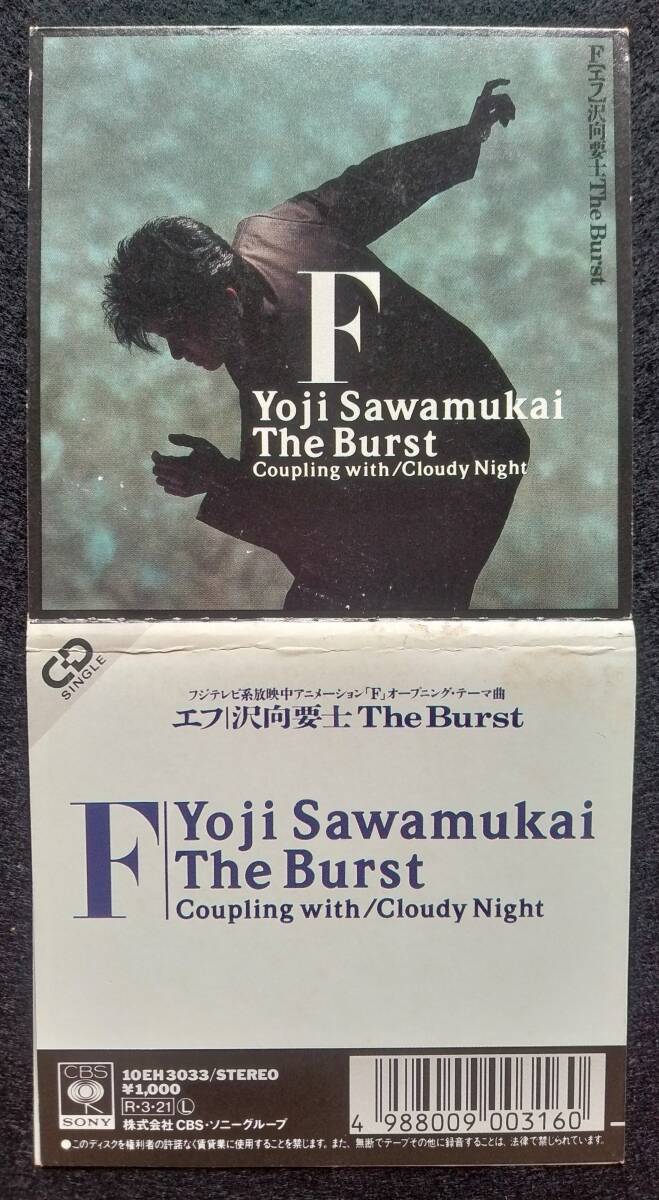 F【エフ】沢向要士 The Burst
F
Yoji Sawamukai
The Burst
Coupling with/Cloudy Night
CD
SINGLE
フジテレビ系放映中アニメーション「F」オープニング・テーマ曲
エフ|沢向要士 The Burst
F
Yoji Sawamukai
The Burst
Coupling with/Cloudy Night
CBS
SONY
10EH 3033/STEREO
¥1,000
R・3・21 L
株式会社CBS・ソニーグループ
4 988009 003160
●このディスクを権利者の許諾なく賃貸業に使用することを禁じます。また、無断でテープその他に録音することは、法律で禁じられています。